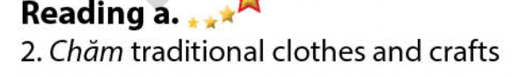 Reading a.
2. Chăm traditional clothes and crafts